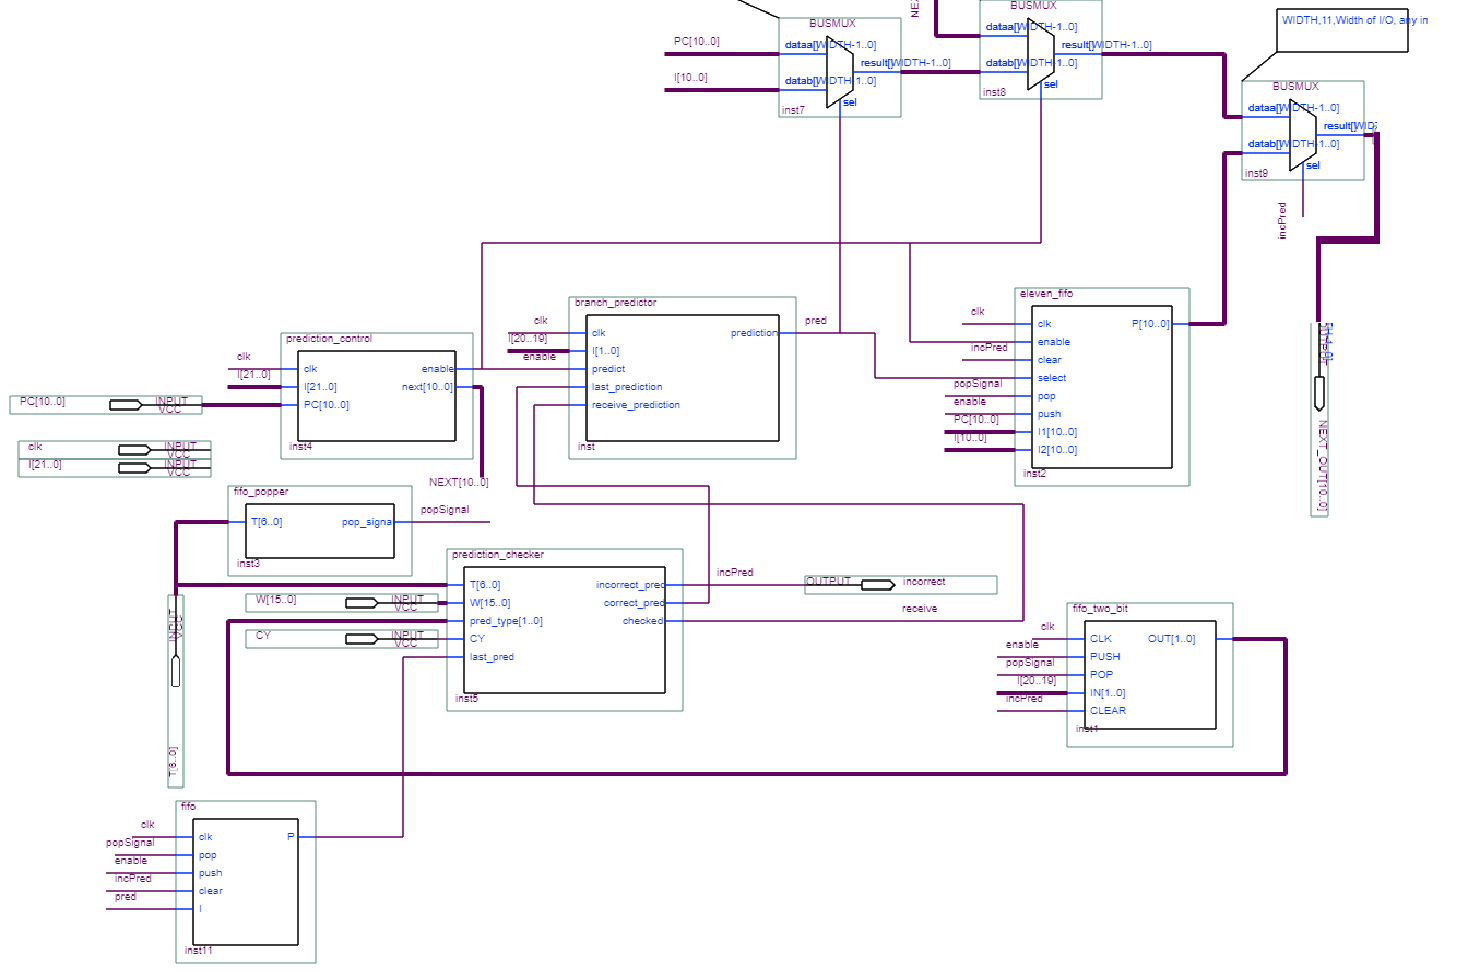 BUSMUX
PC[10..0]
dataa[]WIDTH-1..0]
result[]WIDTH-1..0]
I[10..0]
datab[]WIDTH-1..0]
sel
inst7
BUSMUX
dataa[]WIDTH-1..0]
result[]WIDTH-1..0]
datab[]WIDTH-1..0]
sel
inst8
WIDTH,11,Width of I/O, any in
BUSMUX
dataa[]WIDTH-1..0]
result[]WID
datab[]WIDTH-1..0]
sel
inst9
incPred
prediction_control
clk
clk
enable
I[21..0]
I[21..0]
next[10..0]
PC[10..0]
INPUT
VCC
PC[10..0]
inst4
NEXT[10..0]
clk
INPUT
VCC
I[21..0]
INPUT
VCC
branch_predictor
clk
clk
prediction
pred
I[20..19]
I[1..0]
enable
predict
last_prediction
receive_prediction
inst
eleven_fifo
clk
clk
P[10..0]
enable
incPred
clear
select
popSignal
pop
enable
push
PC[10..0]
I1[10..0]
I[10..0]
I2[10..0]
inst2
NEXT_OUT[10..0]
fifo_popper
T[6..0]
pop_signa
popSignal
inst3
prediction_checker
T[6..0]
incorrect_pred
incPred
OUTPUT
incorrect
W[15..0]
INPUT
VCC
W[15..0]
correct_pred
pred_type[1..0]
checked
receive
CY
INPUT
VCC
CY
last_pred
inst5
INPUT
VCC
T[6..0]
fifo_two_bit
clk
CLK
OUT[1..0]
enable
PUSH
popSignal
POP
I[20..19]
IN[1..0]
incPred
CLEAR
inst1
fifo
clk
clk
P
popSignal
pop
enable
push
incPred
clear
pred
I
inst11